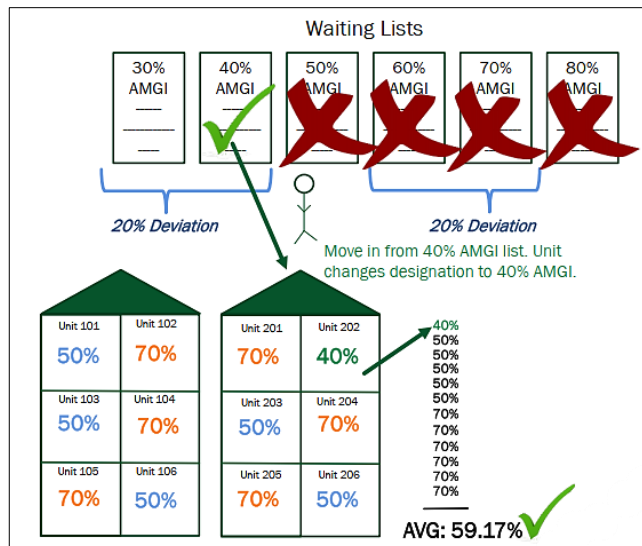 Waiting Lists
30% 40% 50% 60% 70% 80%
AMGI AMGI AMGI AMGI AMGI AMGI
20% Deviation 20% Deviation
Move in from 40% AMGI list. Unit
changes designation to 40% AMGI.
Unit 101 Unit 102 Unit 201 Unit 202
50% 70% 70% 40%
Unit 103 Unit 104 Unit 203 Unit 204
50% 70% 50% 70%
Unit 105 Unit 106 Unit 205 Unit 206
70% 50% 70% 50%
40%
50%
50%
50%
50%
50%
70%
70%
70%
70%
70%
70%
AVG: 59.17%